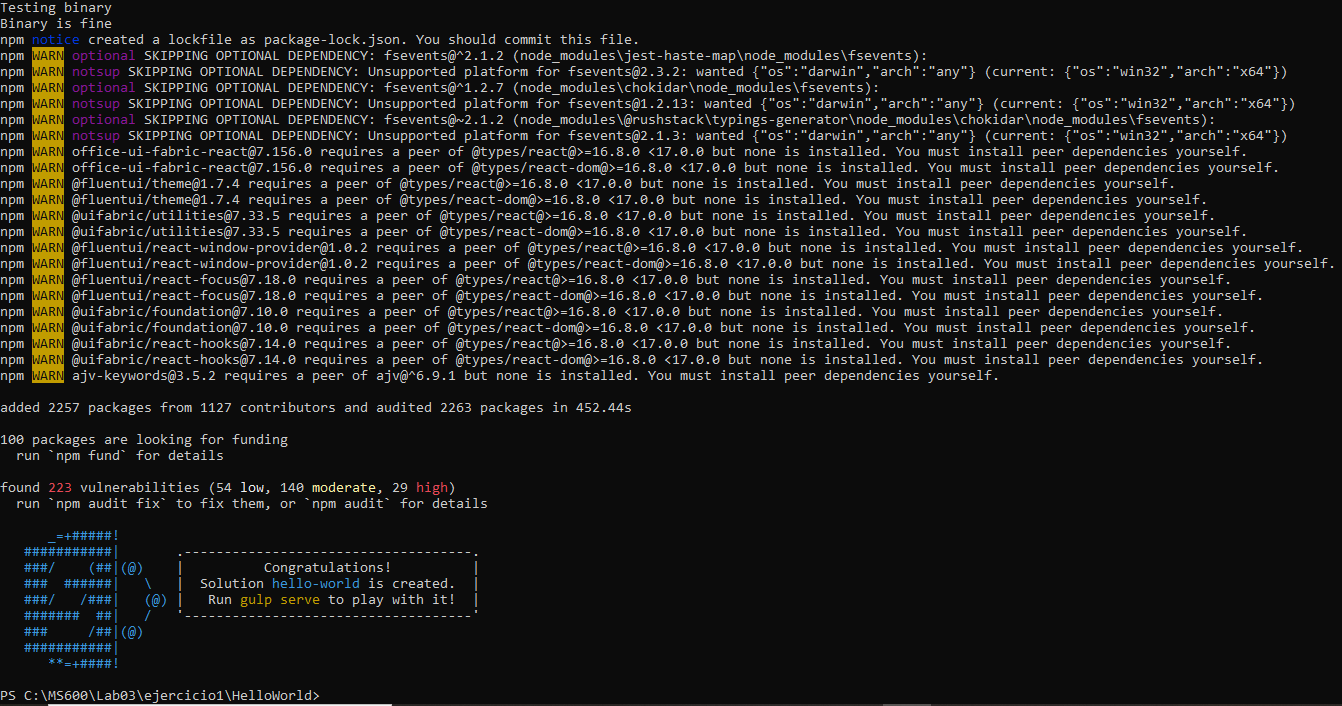 Testing binary
Binary is fine
npm notice created a lockfile as package-lock.json. You should commit this file.
npm WARN optional SKIPPING OPTIONAL DEPENDENCY: fsevents@^2.1.2 (node_modules\jest-haste-map\node_modules\fsevents):
npm WARN notsup SKIPPING OPTIONAL DEPENDENCY: Unsupported platform for fsevents@2.3.2: wanted {"os":"darwin","arch":"any"} (current: {"os":"win32","arch":"x64"})
npm WARN optional SKIPPING OPTIONAL DEPENDENCY: fsevents@^1.2.7 (node_modules\chokidar\node_modules\fsevents):
npm WARN notsup SKIPPING OPTIONAL DEPENDENCY: Unsupported platform for fsevents@1.2.13: wanted {"os":"darwin","arch":"any"} (current: {"os":"win32","arch":"x64"})
npm WARN optional SKIPPING OPTIONAL DEPENDENCY: fsevents@~2.1.2 (node_modules\@rushstack\typings-generator\node_modules\chokidar\node_modules\fsevents):
npm WARN notsup SKIPPING OPTIONAL DEPENDENCY: Unsupported platform for fsevents@2.1.3: wanted {"os":"darwin","arch":"any"} (current: {"os":"win32","arch":"x64"})
npm WARN office-ui-fabric-react@7.156.0 requires a peer of @types/react@>=16.8.0 <17.0.0 but none is installed. You must install peer dependencies yourself.
npm WARN office-ui-fabric-react@7.156.0 requires a peer of @types/react-dom@>=16.8.0 <17.0.0 but none is installed. You must install peer dependencies yourself.
npm WARN @fluentui/theme@1.7.4 requires a peer of @types/react@>=16.8.0 <17.0.0 but none is installed. You must install peer dependencies yourself.
npm WARN @fluentui/theme@1.7.4 requires a peer of @types/react-dom@>=16.8.0 <17.0.0 but none is installed. You must install peer dependencies yourself.
npm WARN @uifabric/utilities@7.33.5 requires a peer of @types/react@>=16.8.0 <17.0.0 but none is installed. You must install peer dependencies yourself.
npm WARN @uifabric/utilities@7.33.5 requires a peer of @types/react-dom@>=16.8.0 <17.0.0 but none is installed. You must install peer dependencies yourself.
npm WARN @fluentui/react-window-provider@1.0.2 requires a peer of @types/react@>=16.8.0 <17.0.0 but none is installed. You must install peer dependencies yourself.
npm WARN @fluentui/react-window-provider@1.0.2 requires a peer of @types/react-dom@>=16.8.0 <17.0.0 but none is installed. You must install peer dependencies yourself.
npm WARN @fluentui/react-focus@7.18.0 requires a peer of @types/react@>=16.8.0 <17.0.0 but none is installed. You must install peer dependencies yourself.
npm WARN @fluentui/react-focus@7.18.0 requires a peer of @types/react-dom@>=16.8.0 <17.0.0 but none is installed. You must install peer dependencies yourself.
npm WARN @uifabric/foundation@7.10.0 requires a peer of @types/react@>=16.8.0 <17.0.0 but none is installed. You must install peer dependencies yourself.
npm WARN @uifabric/foundation@7.10.0 requires a peer of @types/react-dom@>=16.8.0 <17.0.0 but none is installed. You must install peer dependencies yourself.
npm WARN @uifabric/react-hooks@7.14.0 requires a peer of @types/react@>=16.8.0 <17.0.0 but none is installed. You must install peer dependencies yourself.
npm WARN @uifabric/react-hooks@7.14.0 requires a peer of @types/react-dom@>=16.8.0 <17.0.0 but none is installed. You must install peer dependencies yourself.
npm WARN ajv-keywords@3.5.2 requires a peer of ajv@^6.9.1 but none is installed. You must install peer dependencies yourself.
added 2257 packages from 1127 contributors and audited 2263 packages in 452.44s
100 packages are looking for funding
  run `npm fund` for details
found 223 vulnerabilities (54 low, 140 moderate, 29 high)
  run `npm audit fix` to fix them, or `npm audit` for details
      _=+#####!
   ###########|       .------------------------------------.
   ###/    (##|(@)    |          Congratulations!          |
   ###  ######|   \   |  Solution hello-world is created.  |
   ###/   /###|   (@) |   Run gulp serve to play with it!  |
   #######  ##|   /   '------------------------------------'
   ###     /##|(@)
   ###########|
      **=+####!
PS C:\MS600\Lab03\ejercicio1\HelloWorld>